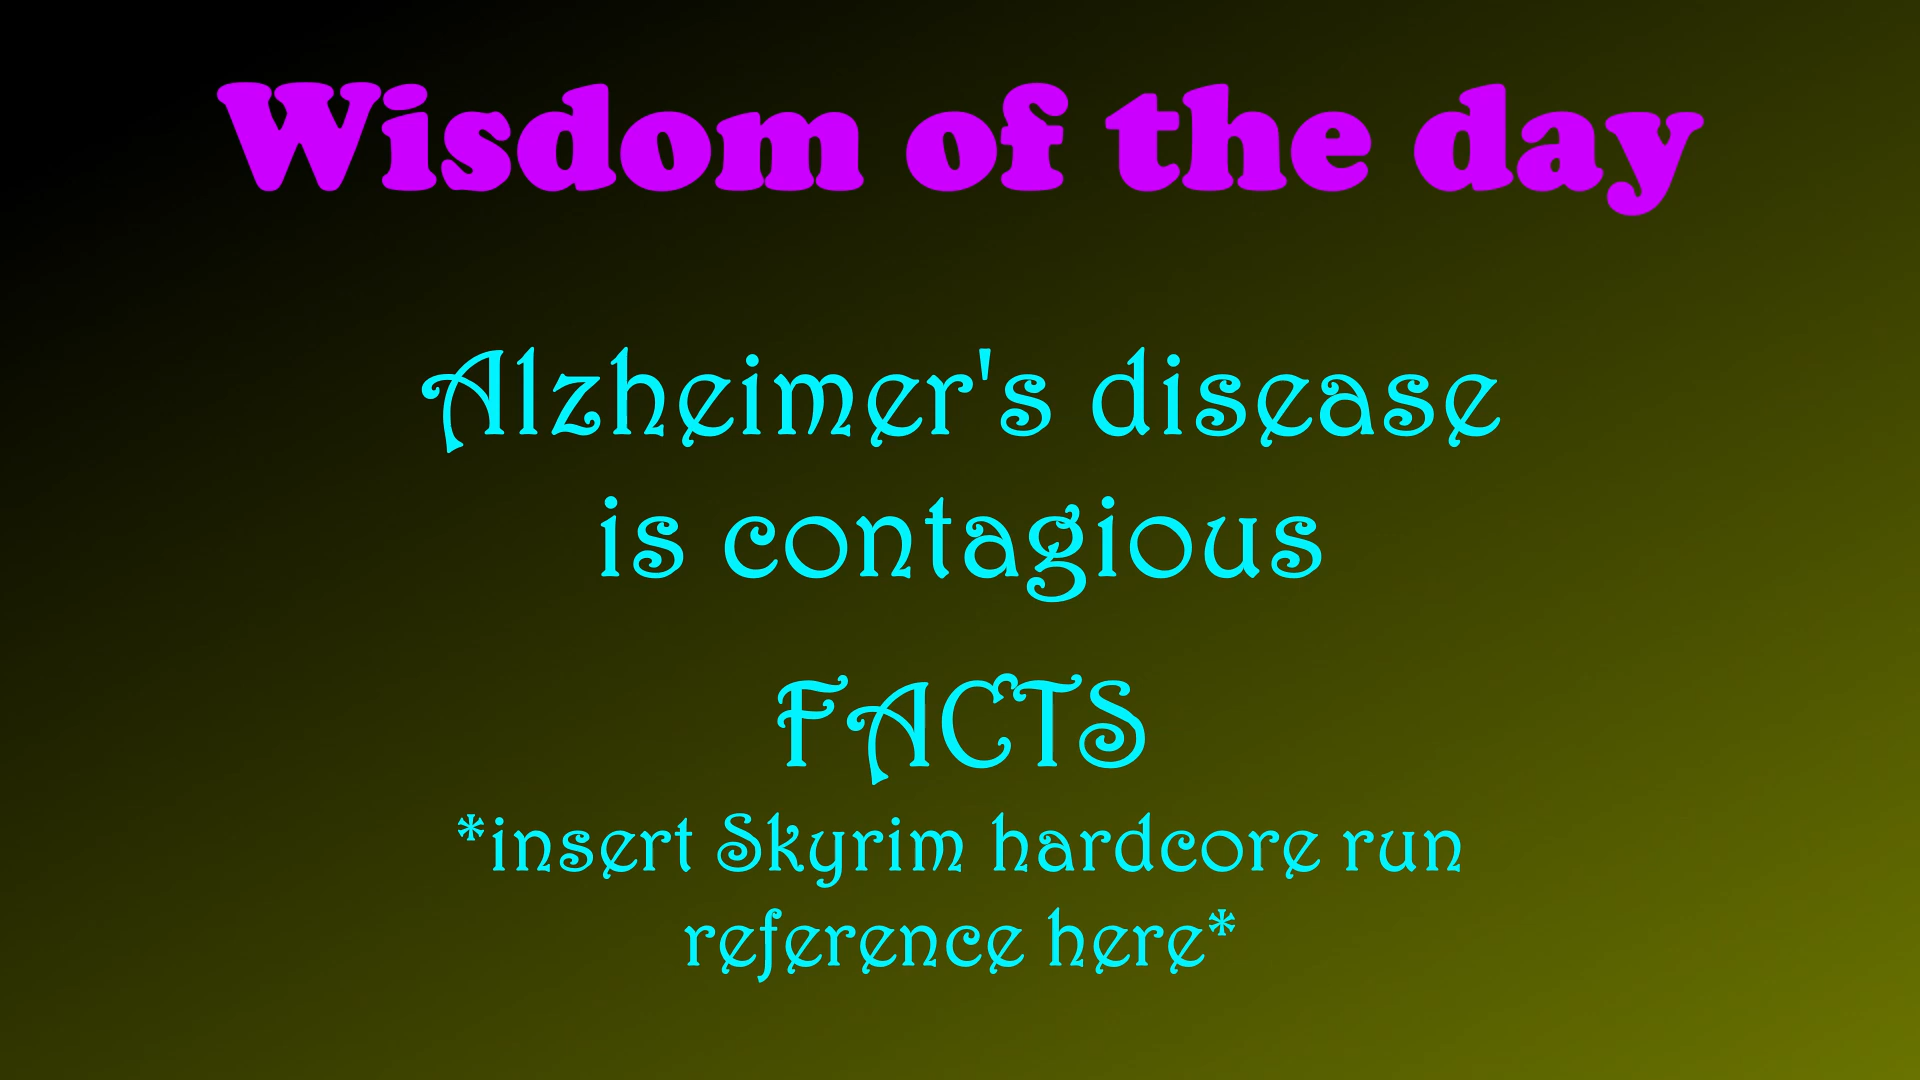 Wisdom of the day
Alzheimer's disease
is contagious
FACTS
*insert Skyrim hardcore run
reference here*